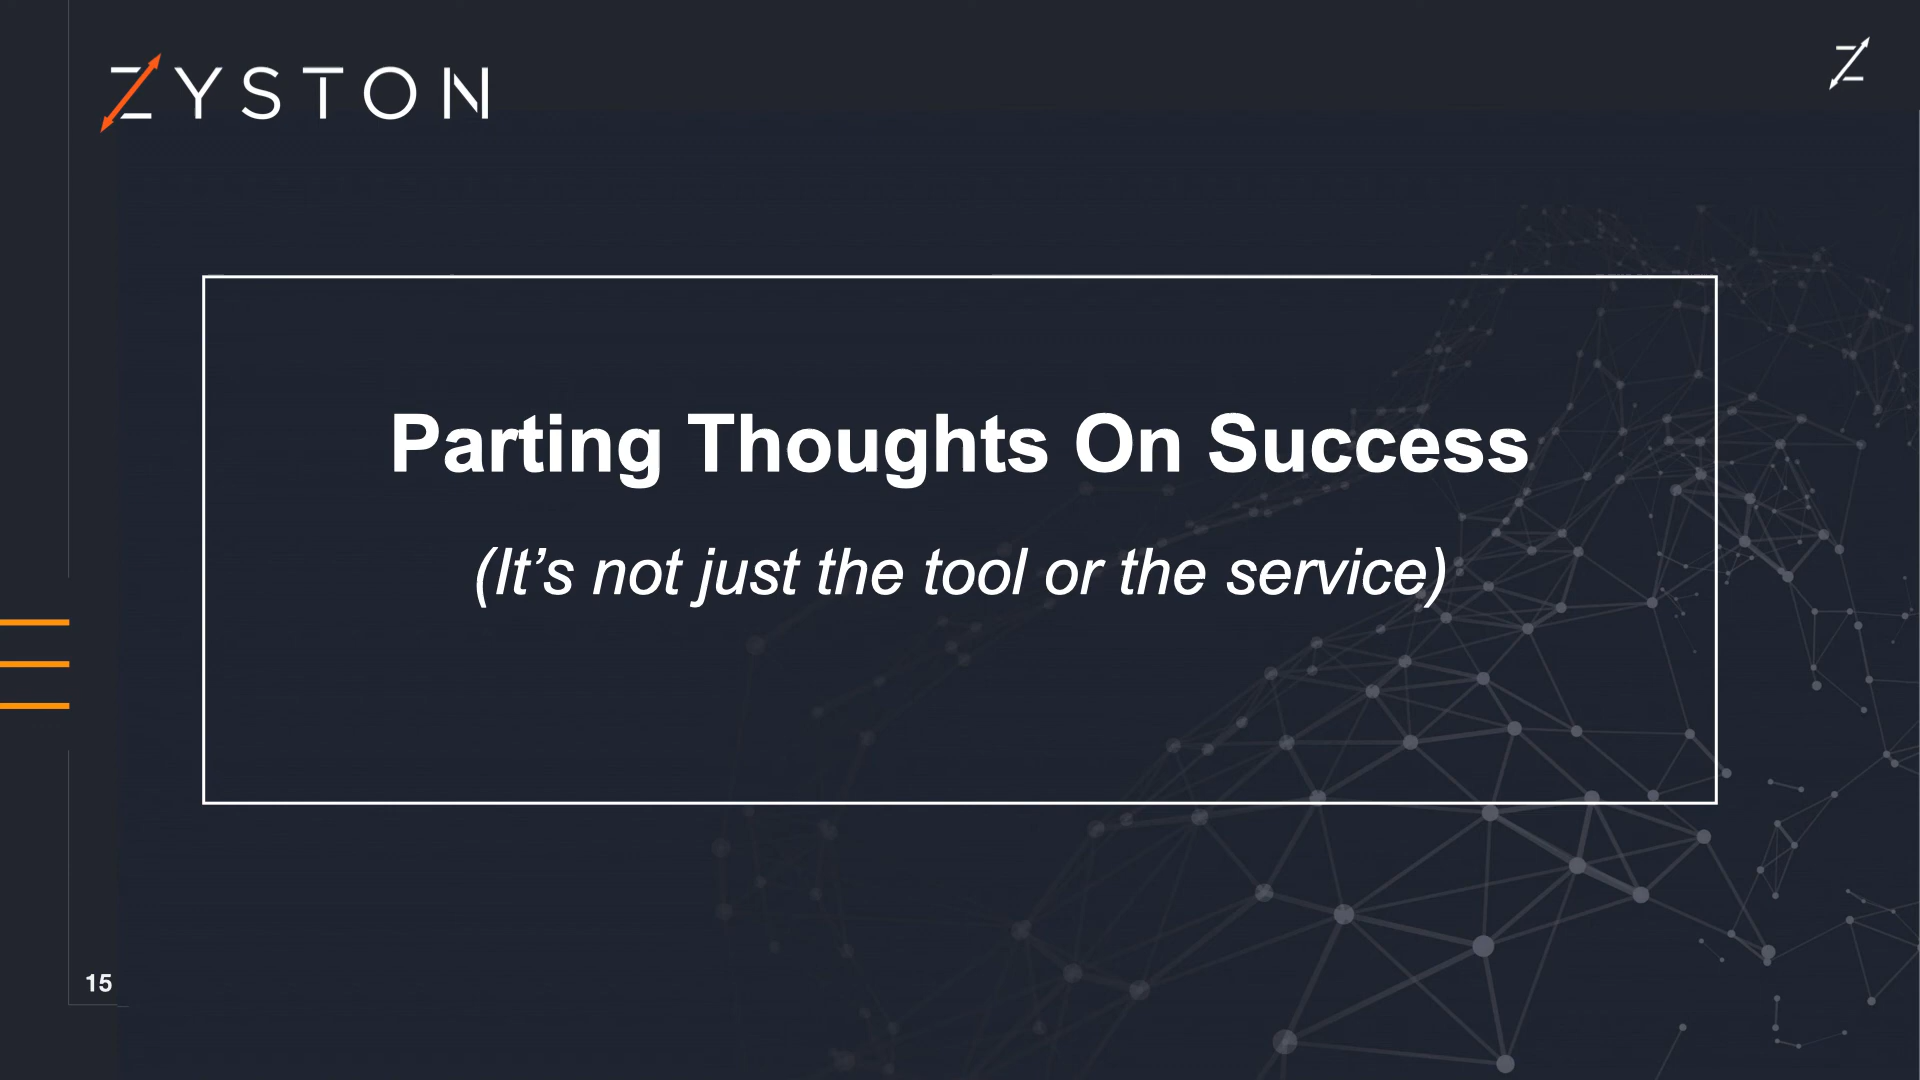 ZYSTON
Z
Parting Thoughts On Success
(It’s not just the tool or the service)
15